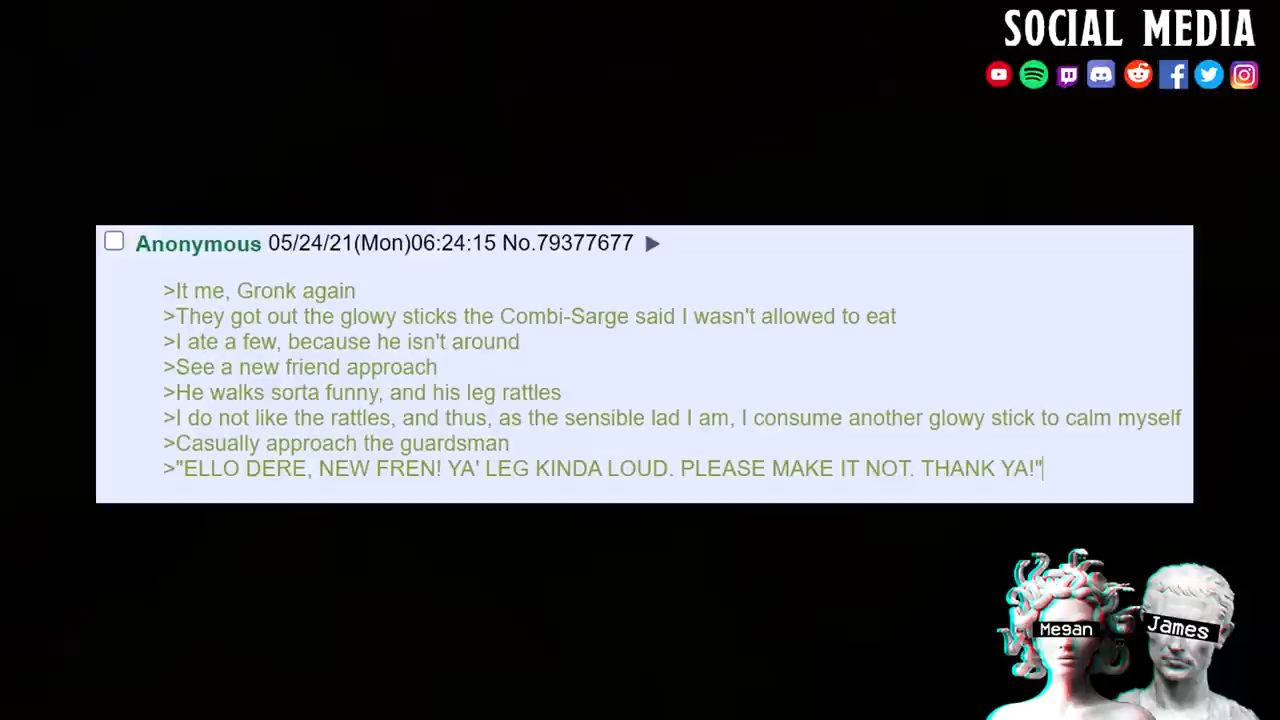 SOCIAL MEDIA
Anonymous 05/24/21(Mon)06:24:15 No.79377677
>It me, Gronk again
>They got out the glowy sticks the Combi-Sarge said I wasn't allowed to eat
>I ate a few, because he isn't around
>See a new friend approach
>He walks sorta funny, and his leg rattles
>I do not like the rattles, and thus, as the sensible lad I am, I consume another glowy stick to calm myself
>Casually approach the guardsman
>"ELLO DERE, NEW FREN! YA' LEG KINDA LOUD. PLEASE MAKE IT NOT. THANK YA!"
Megan
James